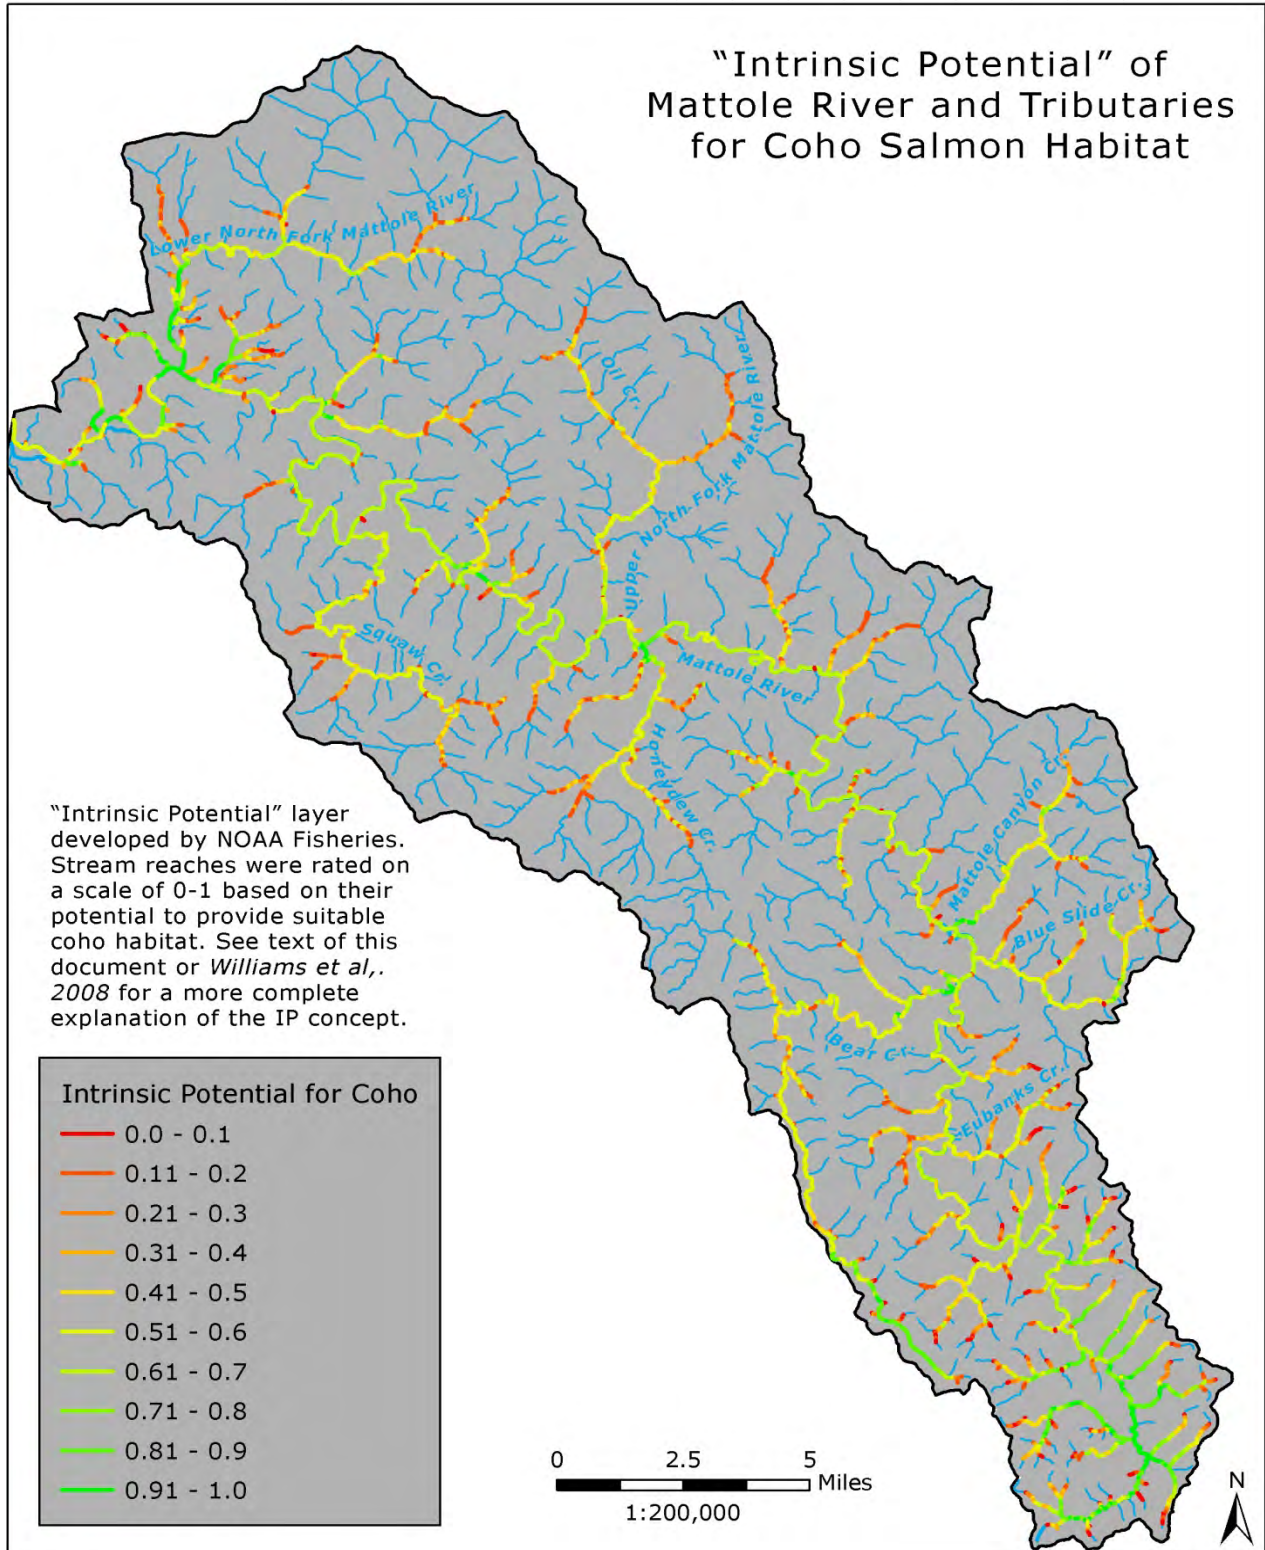 “Intrinsic Potential” of
Mattole River and Tributaries
for Coho Salmon Habitat
Lower North Fork Mattole River
Oil Cr.
Upper North Fork Mattole River
Squaw Cr.
Mattole River
Honeydew Cr.
Mattole Canyon Cr.
Blue Slide Cr.
Bear Cr.
Eubanks Cr.
“Intrinsic Potential” layer
developed by NOAA Fisheries.
Stream reaches were rated on
a scale of 0-1 based on their
potential to provide suitable
coho habitat. See text of this
document or Williams et al,.
2008 for a more complete
explanation of the IP concept.
Intrinsic Potential for Coho
0.0 - 0.1
0.11 - 0.2
0.21 - 0.3
0.31 - 0.4
0.41 - 0.5
0.51 - 0.6
0.61 - 0.7
0.71 - 0.8
0.81 - 0.9
0.91 - 1.0
0 2.5 5
Miles
1:200,000
N